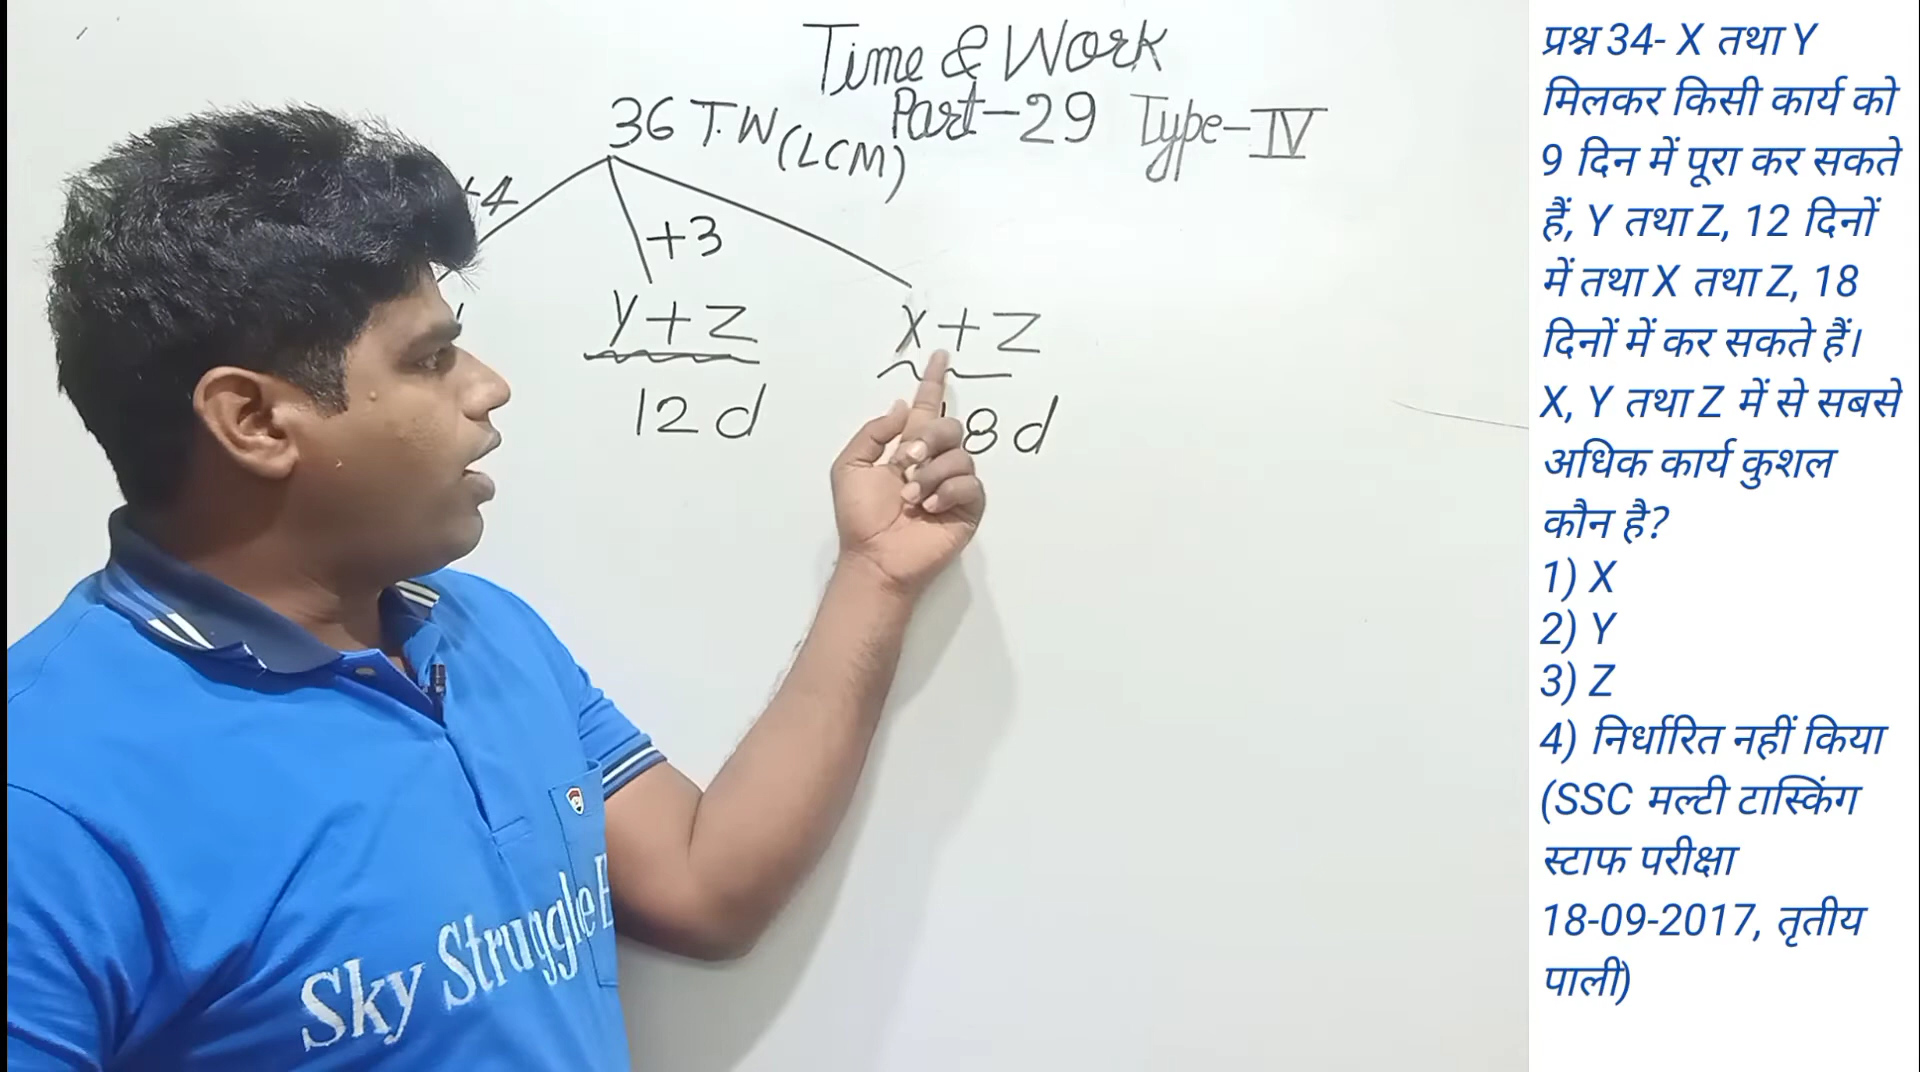 Time & Work
Part-29 Type-IV
36 T.W (LCM)
+4
+3
Y+Z
X+Z
12 d
18 d
Sky Struggle E
प्रश्न 34- X तथा Y
मिलकर किसी कार्य को
9 दिन में पूरा कर सकते
हैं, Y तथा Z, 12 दिनों
में तथा X तथा Z, 18
दिनों में कर सकते हैं।
X, Y तथा Z में से सबसे
अधिक कार्य कुशल
कौन है?
1) X
2) Y
3) Z
4) निर्धारित नहीं किया
(SSC मल्टी टास्किंग
स्टाफ परीक्षा
18-09-2017, तृतीय
पाली)